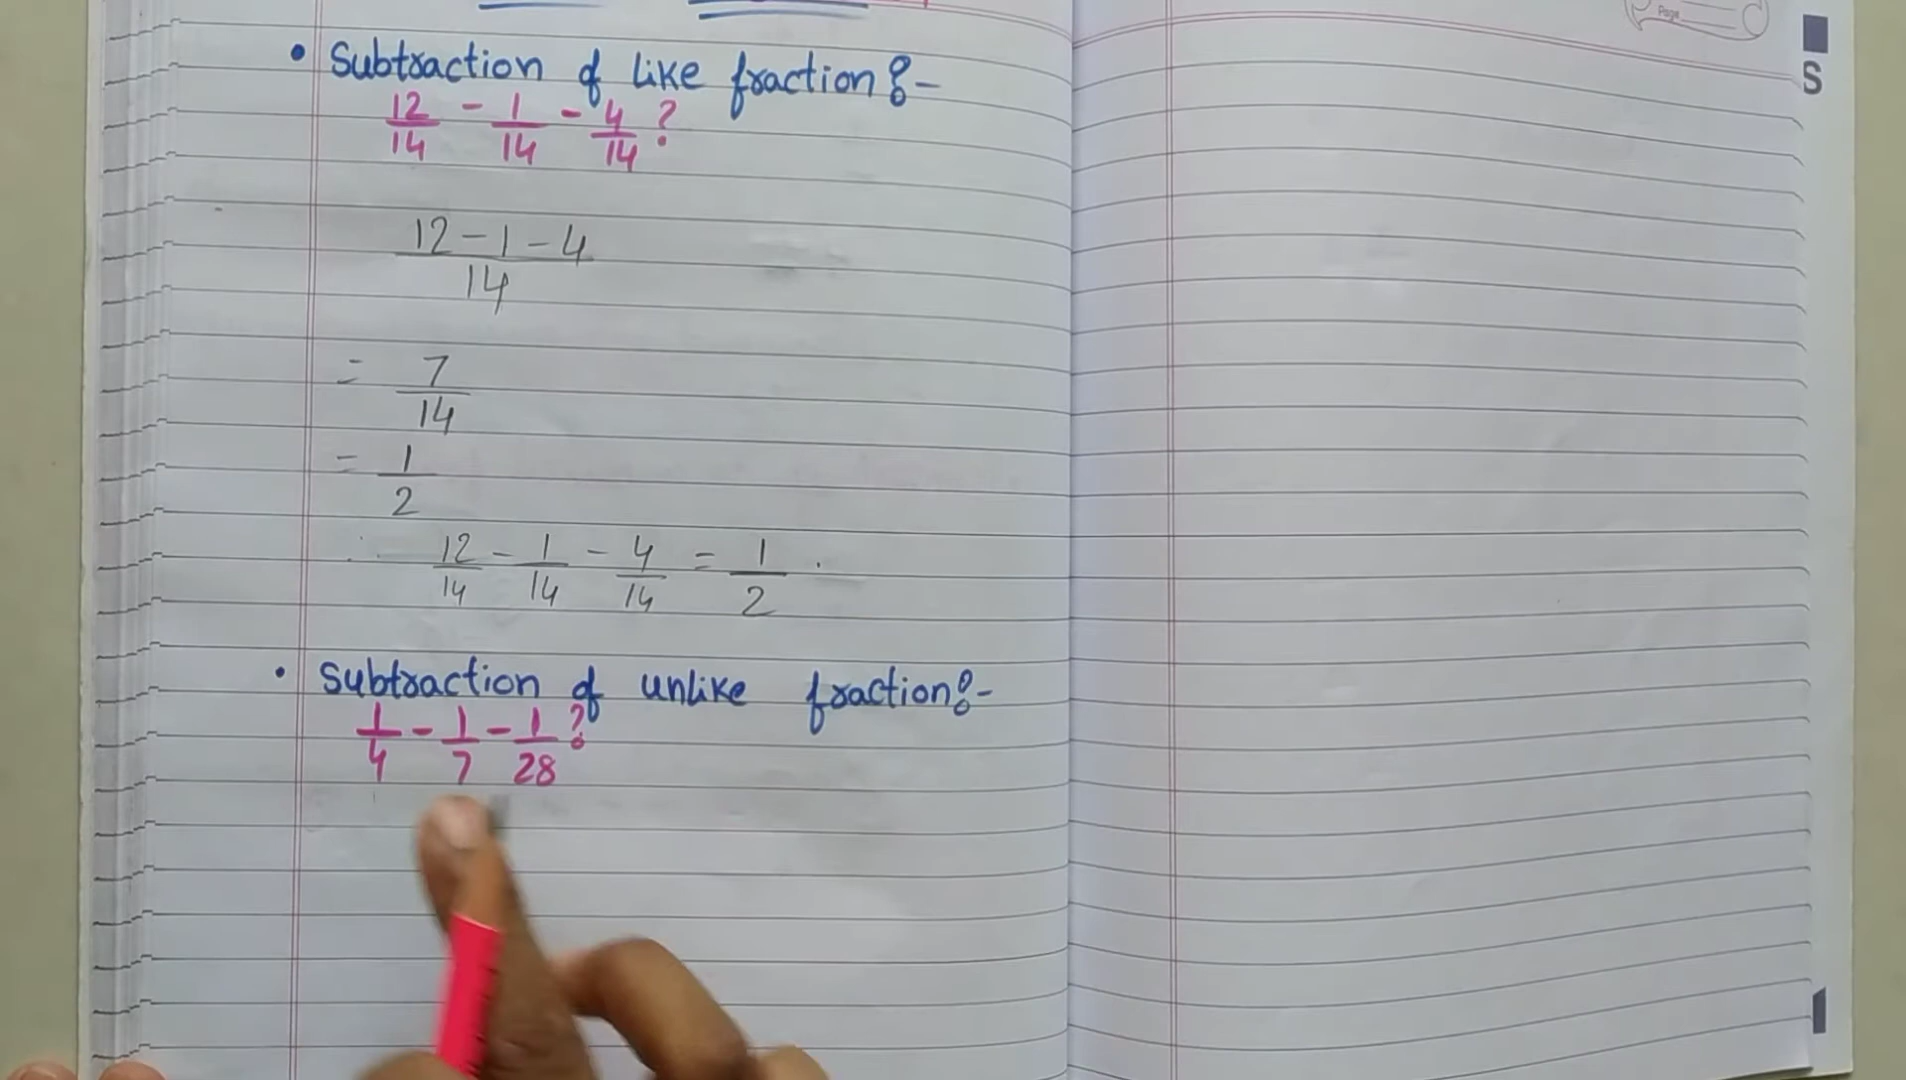 Page
S
• Subtraction of like fraction :-
12/14 - 1/14 - 4/14 ?
12 - 1 - 4 / 14
= 7/14
= 1/2
∴ 12/14 - 1/14 - 4/14 = 1/2 .
• Subtraction of unlike fraction :-
1/4 - 1/7 - 1/28 ?